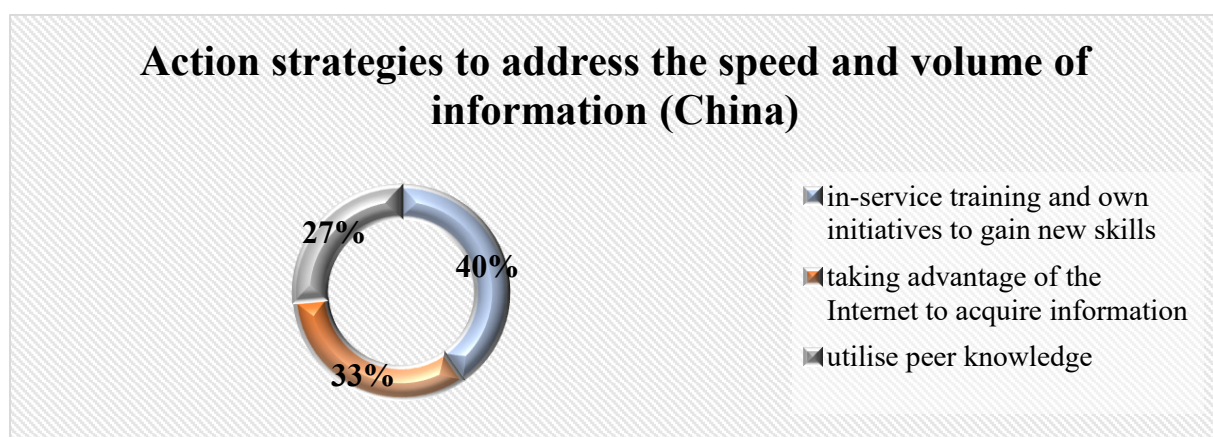 Action strategies to address the speed and volume of
information (China)
27%
40%
33%
in-service training and own
initiatives to gain new skills
taking advantage of the
Internet to acquire information
utilise peer knowledge